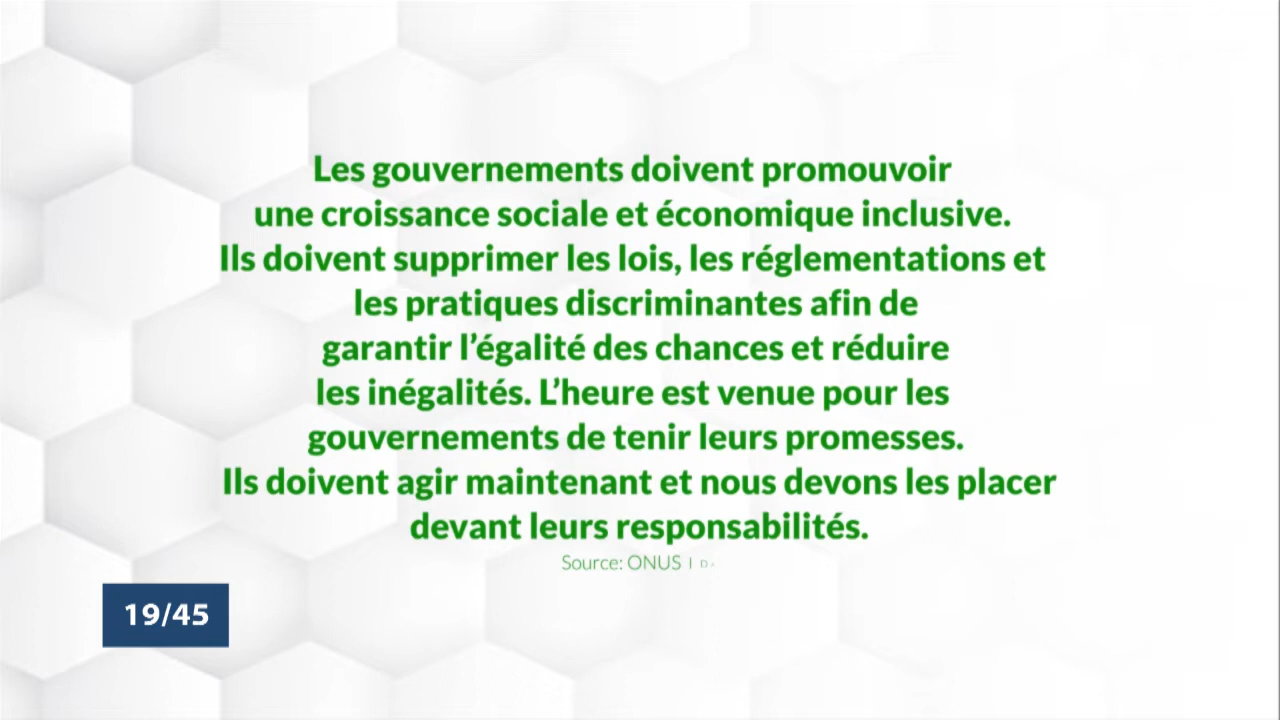 Les gouvernements doivent promouvoir
une croissance sociale et économique inclusive.
Ils doivent supprimer les lois, les réglementations et
les pratiques discriminantes afin de
garantir l’égalité des chances et réduire
les inégalités. L’heure est venue pour les
gouvernements de tenir leurs promesses.
Ils doivent agir maintenant et nous devons les placer
devant leurs responsabilités.
Source: ONUS
19/45